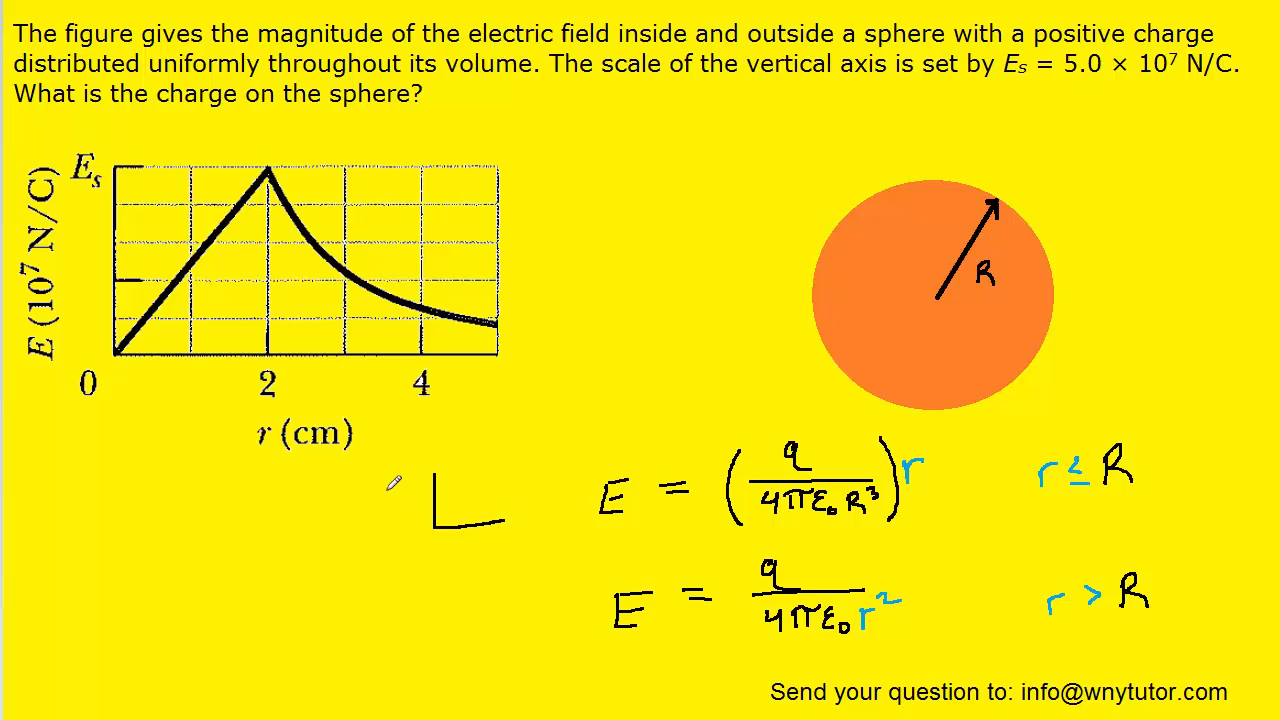 The figure gives the magnitude of the electric field inside and outside a sphere with a positive charge
distributed uniformly throughout its volume. The scale of the vertical axis is set by Eₛ = 5.0 × 10⁷ N/C.
What is the charge on the sphere?
Eₛ
E (10⁷ N/C)
0 2 4
r (cm)
R
E = (q / 4πε₀R³) r r ≤ R
E = q / 4πε₀r² r > R
Send your question to: info@wnytutor.com